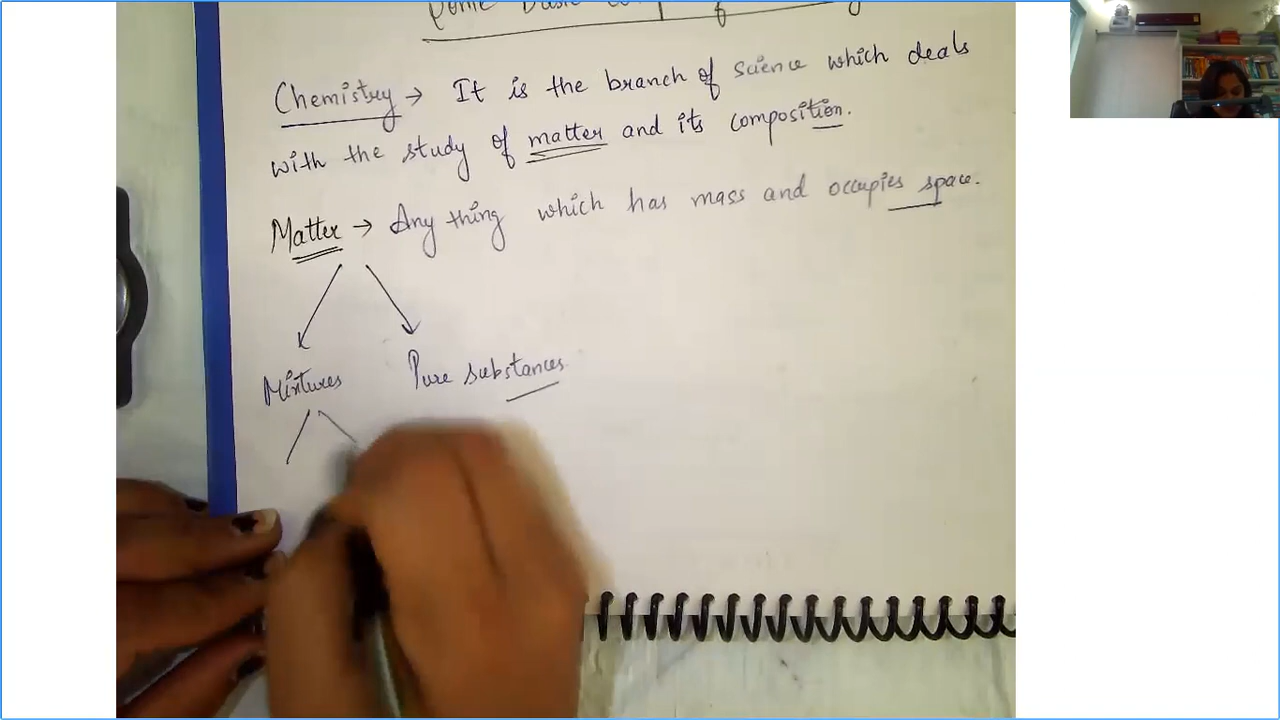 Chemistry → It is the branch of science which deals
with the study of matter and its composition.
Matter → Any thing which has mass and occupies space.
Mixtures Pure substances